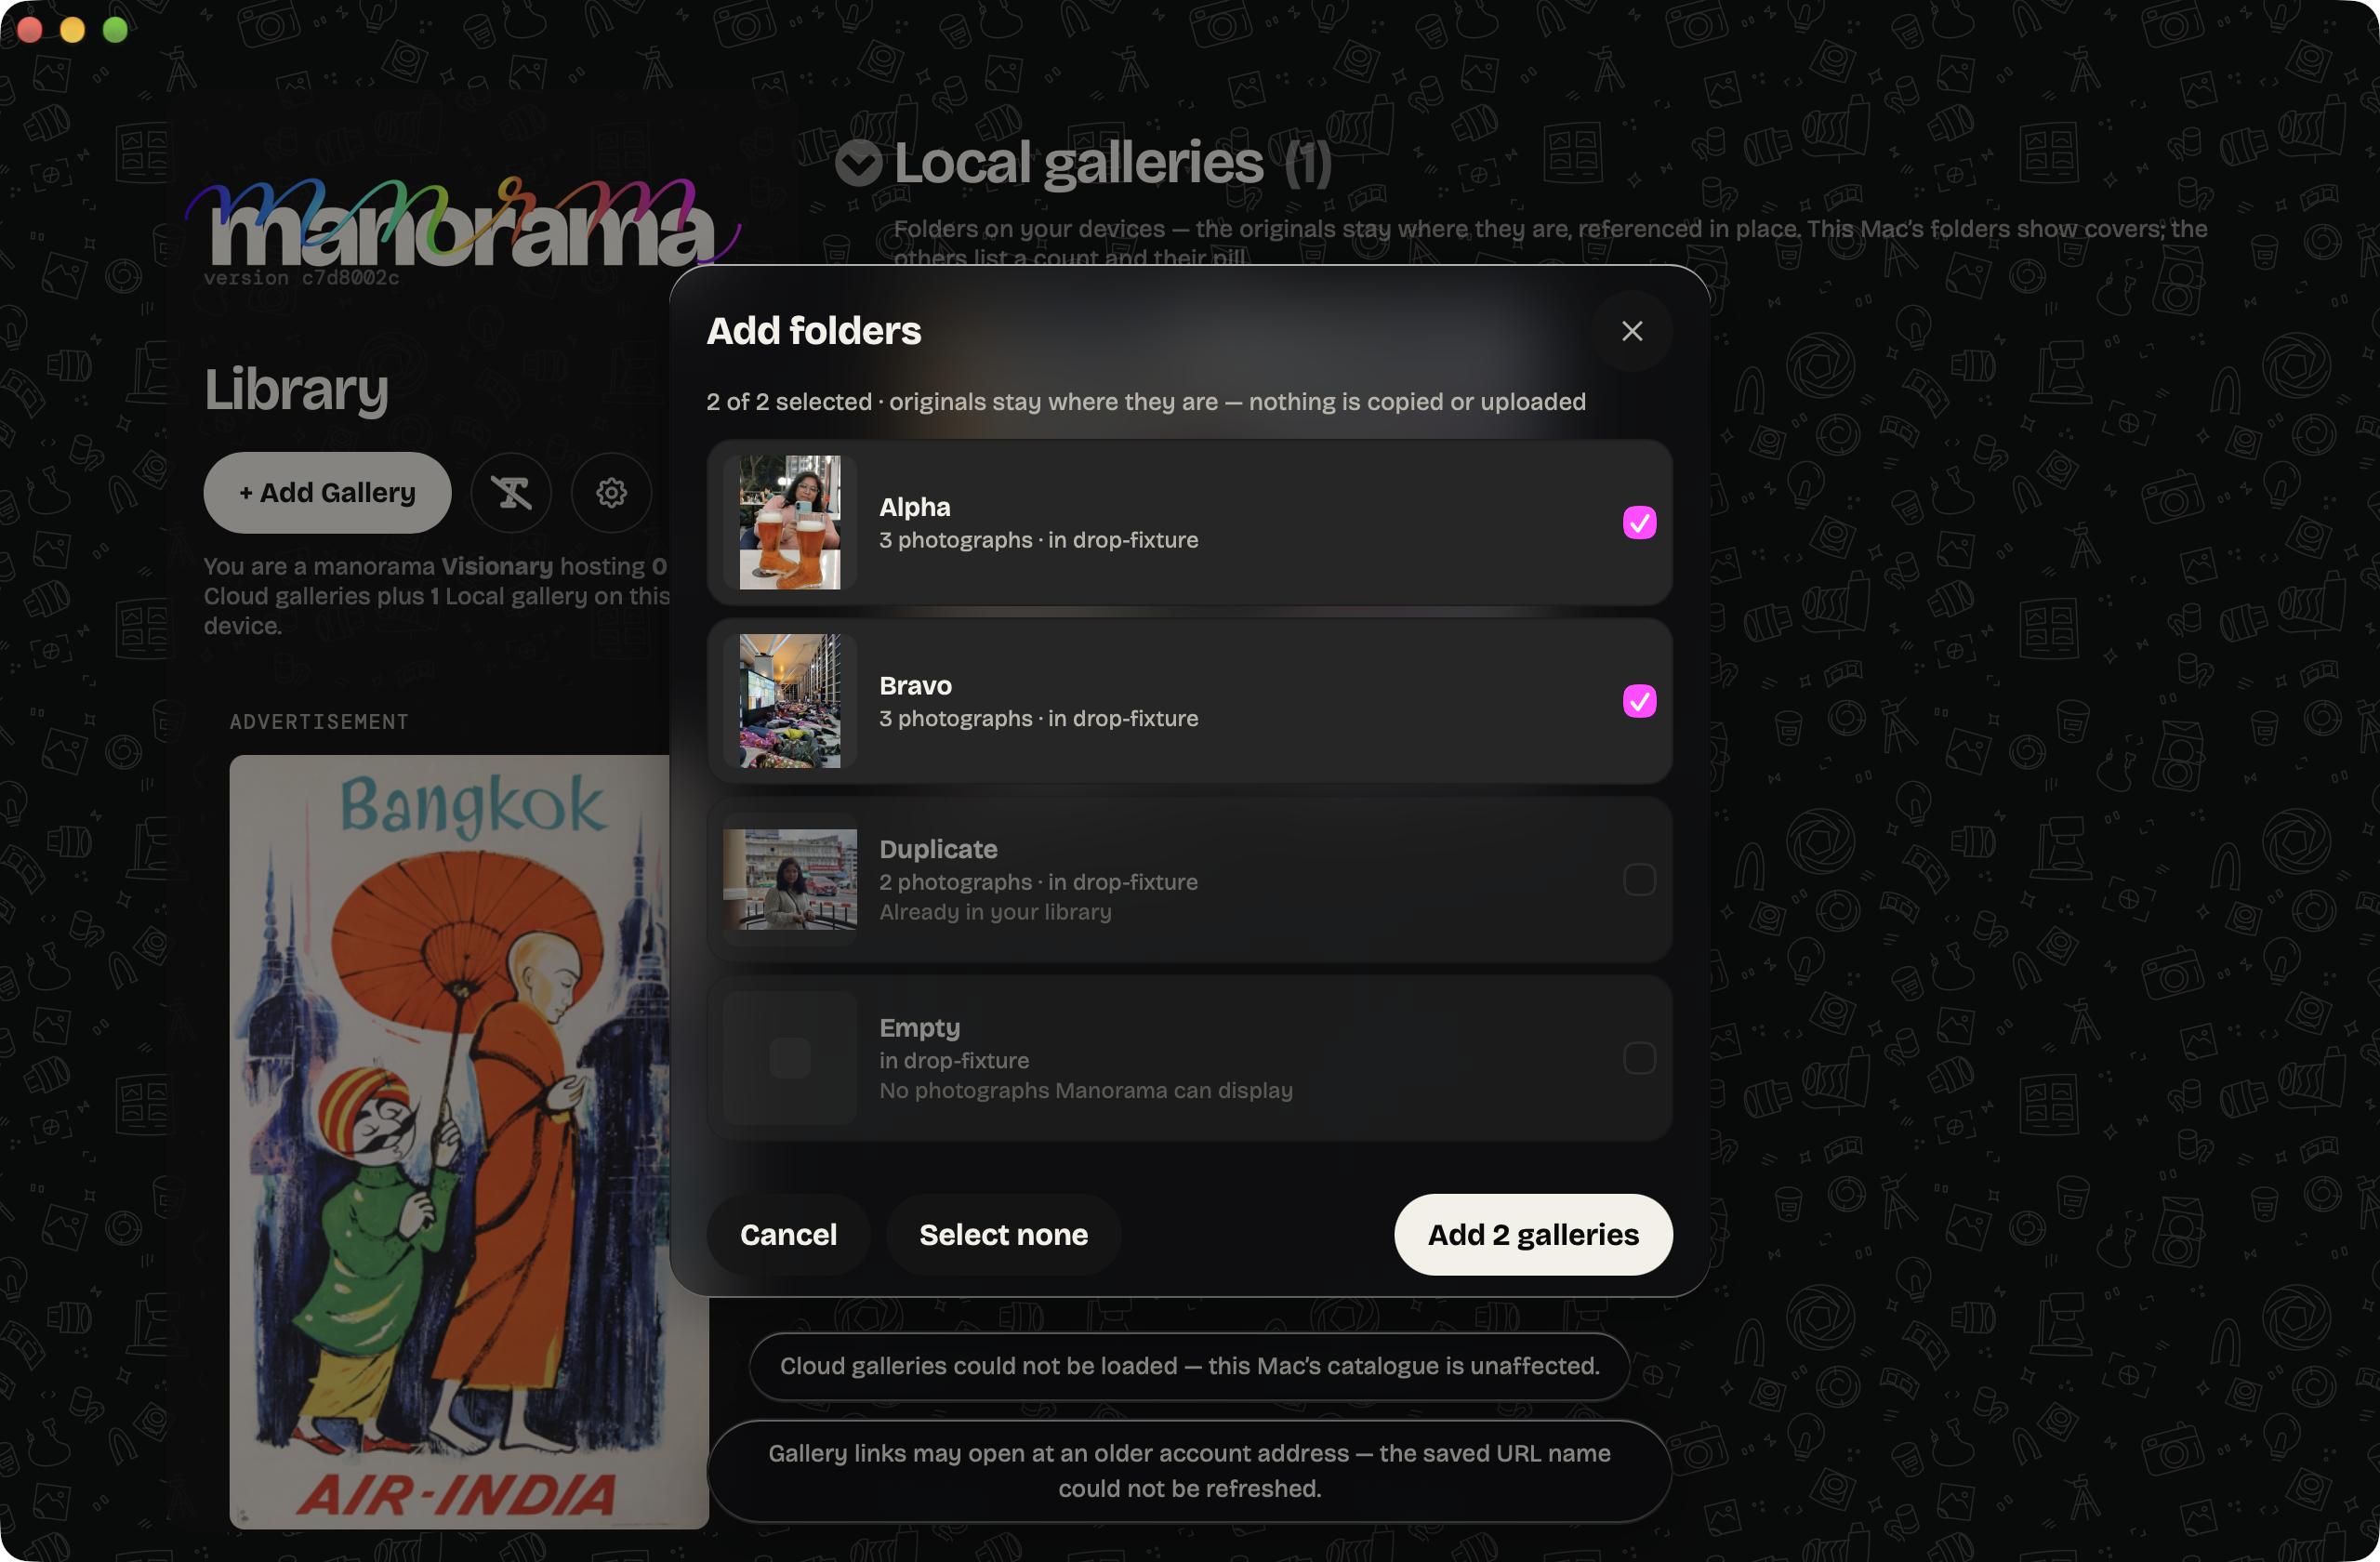 manorama
version c7d8002c
Library
+ Add Gallery
You are a manorama Visionary hosting 0
Cloud galleries plus 1 Local gallery on this
device.
ADVERTISEMENT
Bangkok
AIR-INDIA
Local galleries (1)
Folders on your devices — the originals stay where they are, referenced in place. This Mac’s folders show covers; the
others list a count and their pill.
Add folders
2 of 2 selected · originals stay where they are — nothing is copied or uploaded
Alpha
3 photographs · in drop-fixture
Bravo
3 photographs · in drop-fixture
Duplicate
2 photographs · in drop-fixture
Already in your library
Empty
in drop-fixture
No photographs Manorama can display
Cancel
Select none
Add 2 galleries
Cloud galleries could not be loaded — this Mac’s catalogue is unaffected.
Gallery links may open at an older account address — the saved URL name
could not be refreshed.